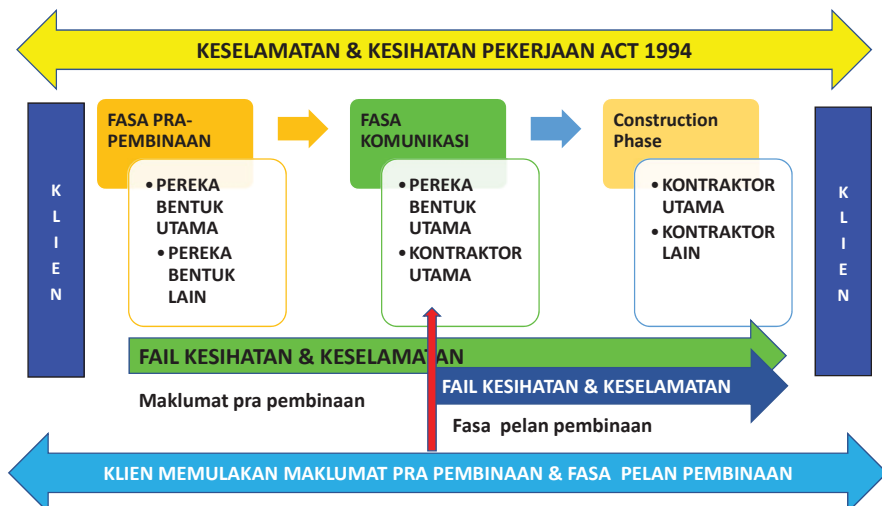 KESELAMATAN & KESIHATAN PEKERJAAN ACT 1994
KLIEN
FASA PRA-
PEMBINAAN
• PEREKA
BENTUK
UTAMA
• PEREKA
BENTUK
LAIN
FASA
KOMUNIKASI
• PEREKA
BENTUK
UTAMA
• KONTRAKTOR
UTAMA
Construction
Phase
• KONTRAKTOR
UTAMA
• KONTRAKTOR
LAIN
KLIEN
FAIL KESIHATAN & KESELAMATAN
FAIL KESIHATAN & KESELAMATAN
Maklumat pra pembinaan
Fasa pelan pembinaan
KLIEN MEMULAKAN MAKLUMAT PRA PEMBINAAN & FASA PELAN PEMBINAAN